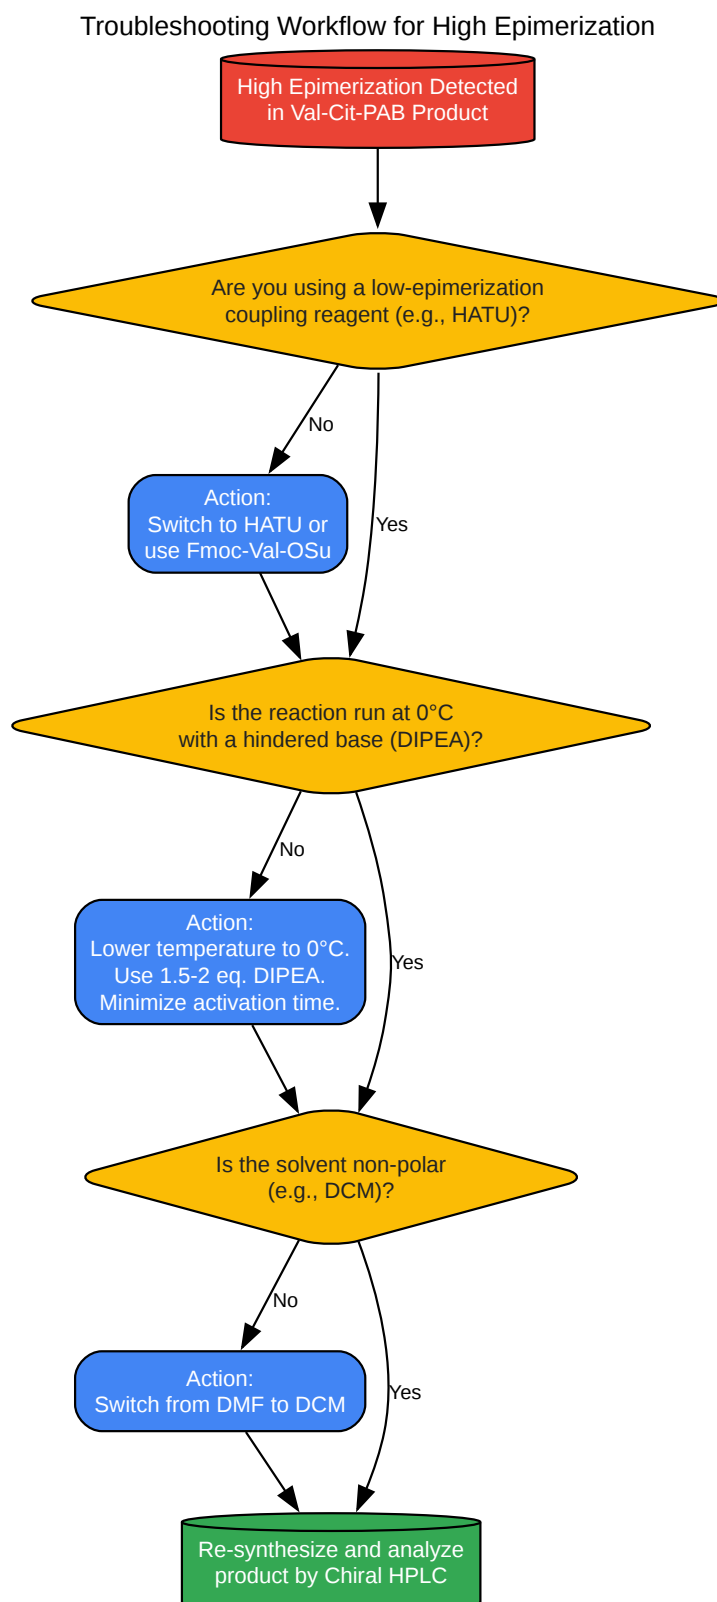 Troubleshooting Workflow for High Epimerization
High Epimerization Detected
in Val-Cit-PAB Product
Are you using a low-epimerization
coupling reagent (e.g., HATU)?
No
Yes
Action:
Switch to HATU or
use Fmoc-Val-OSu
Is the reaction run at 0°C
with a hindered base (DIPEA)?
No
Yes
Action:
Lower temperature to 0°C.
Use 1.5-2 eq. DIPEA.
Minimize activation time.
Is the solvent non-polar
(e.g., DCM)?
No
Yes
Action:
Switch from DMF to DCM
Re-synthesize and analyze
product by Chiral HPLC